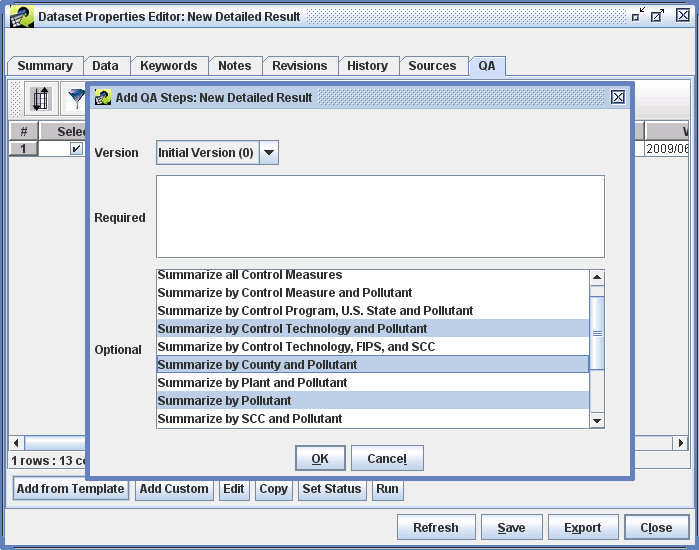 Dataset Properties Editor: New Detailed Result
Summary Data Keywords Notes Revisions History Sources QA
Add QA Steps: New Detailed Result
# Selec
1 2009/06
Version Initial Version (0)
Required
Optional
Summarize all Control Measures
Summarize by Control Measure and Pollutant
Summarize by Control Program, U.S. State and Pollutant
Summarize by Control Technology and Pollutant
Summarize by Control Technology, FIPS, and SCC
Summarize by County and Pollutant
Summarize by Plant and Pollutant
Summarize by Pollutant
Summarize by SCC and Pollutant
OK Cancel
1 rows : 13 co
Add from Template Add Custom Edit Copy Set Status Run
Refresh Save Export Close